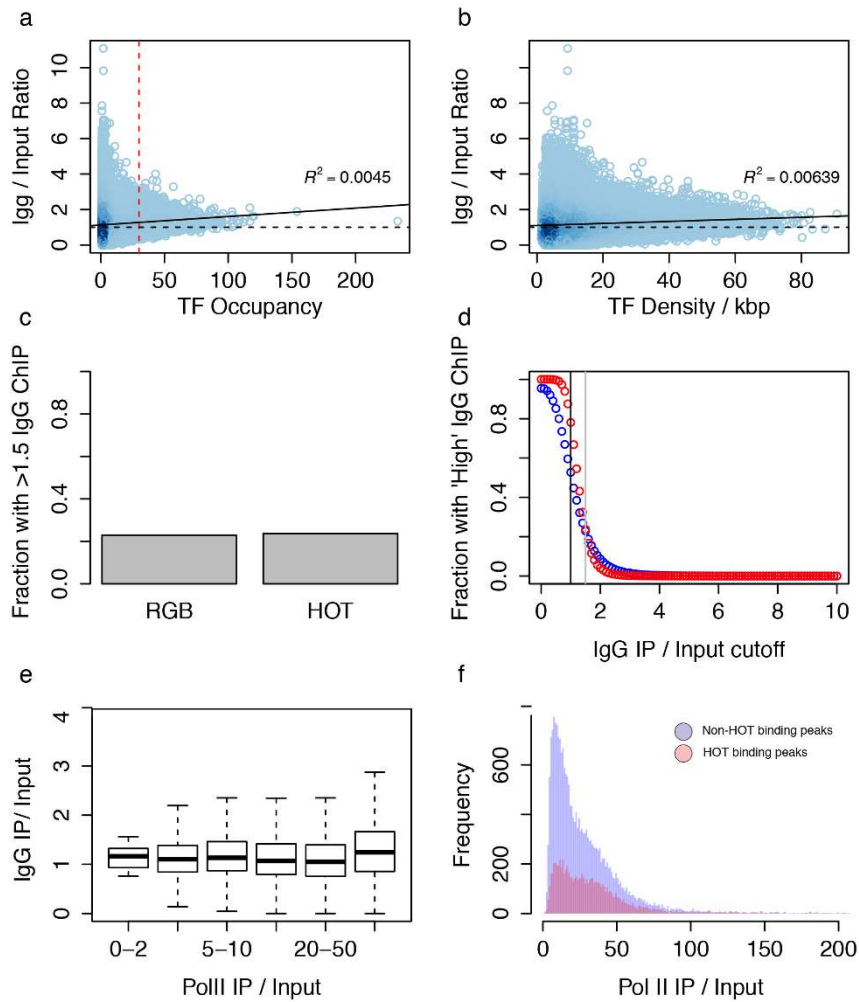 a
Igg / Input Ratio
0 2 4 6 8 10
R² = 0.0045
0 50 100 150 200
TF Occupancy
b
Igg / Input Ratio
0 2 4 6 8 10
R² = 0.00639
0 20 40 60 80
TF Density / kbp
c
Fraction with >1.5 IgG ChIP
0.0 0.4 0.8
RGB HOT
d
Fraction with 'High' IgG ChIP
0.0 0.4 0.8
0 2 4 6 8 10
IgG IP / Input cutoff
e
IgG IP/ Input
0 1 2 3 4
0–2 5–10 20–50
PolII IP / Input
f
Frequency
0 200 600
Non-HOT binding peaks
HOT binding peaks
0 50 100 150 200
Pol II IP / Input